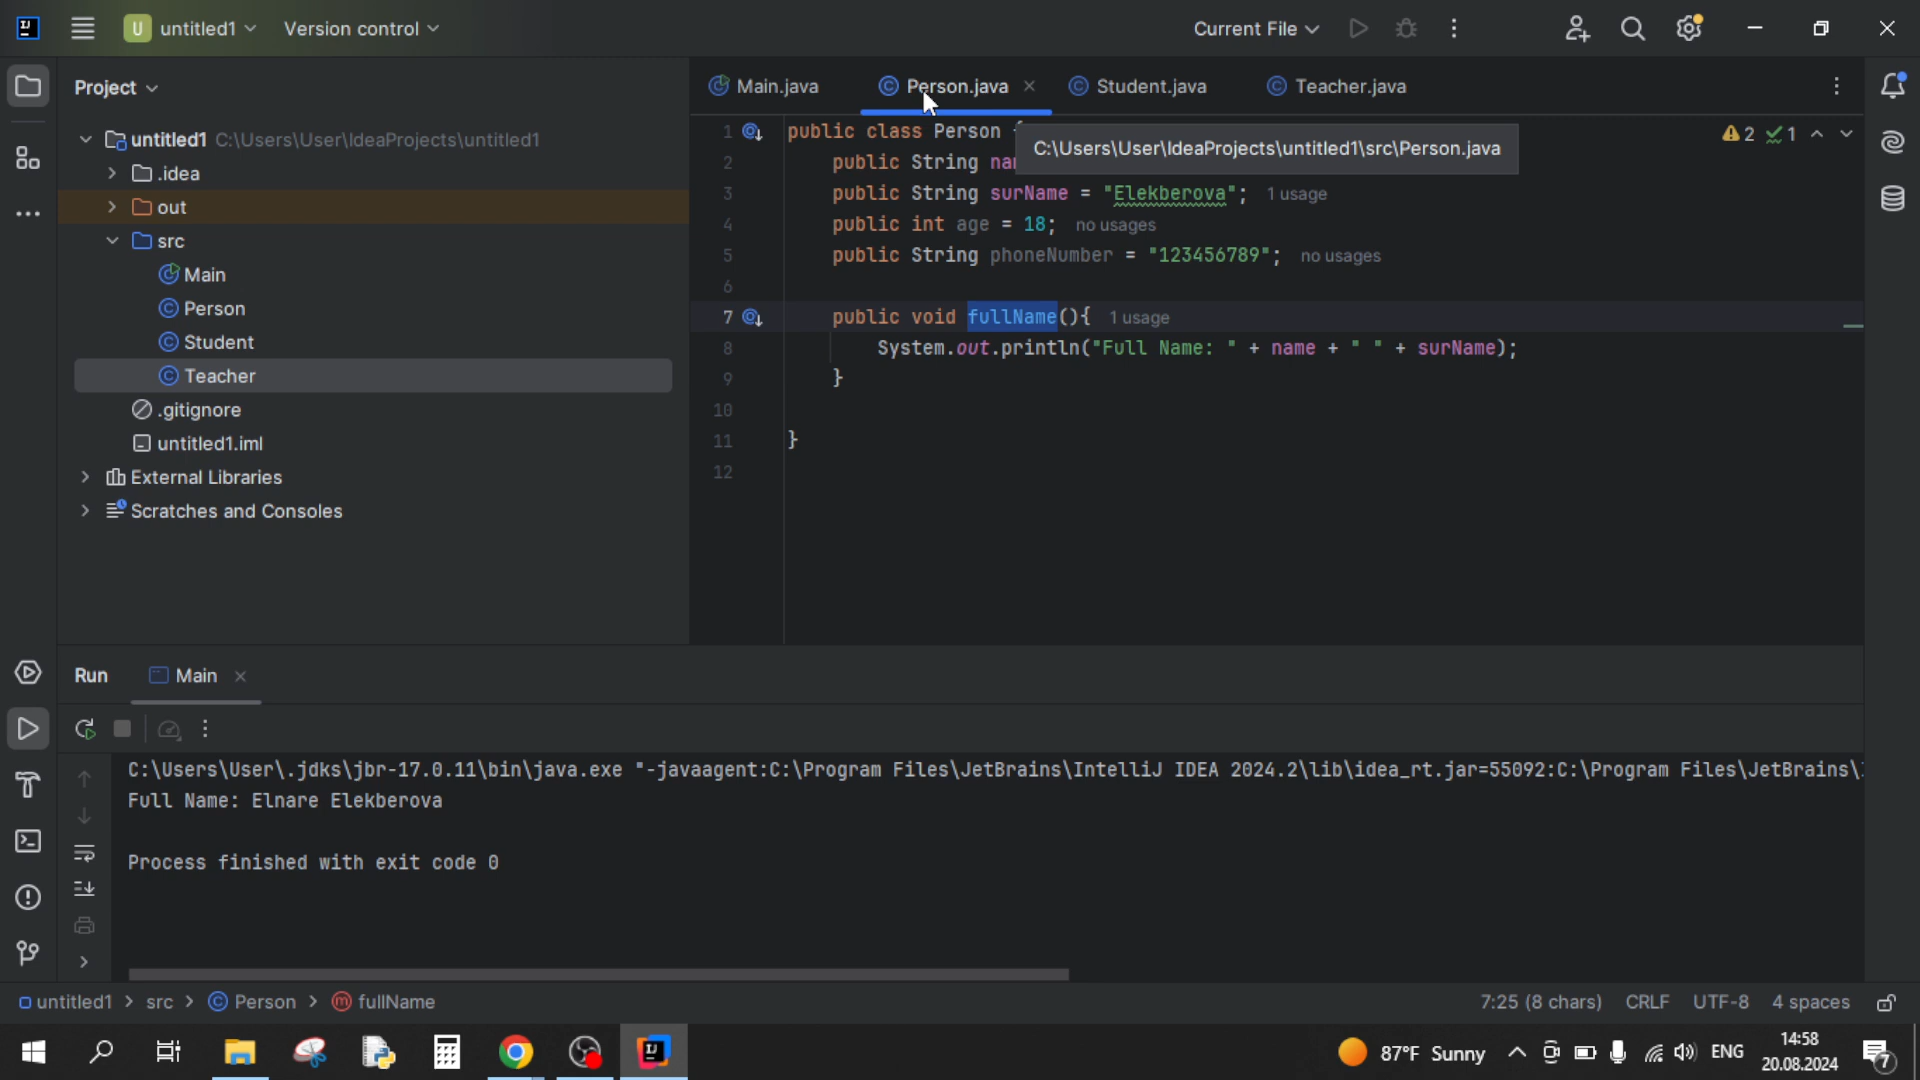 U untitled1 Version control Current File
Project
Main.java Person.java Student.java Teacher.java
untitled1 C:\Users\User\IdeaProjects\untitled1
.idea
out
src
Main
Person
Student
Teacher
.gitignore
untitled1.iml
External Libraries
Scratches and Consoles
1 public class Person
C:\Users\User\IdeaProjects\untitled1\src\Person.java
2 1
2 public String
3 public String surName = "Elekberova"; 1 usage
4 public int age = 18; no usages
5 public String phoneNumber = "123456789"; no usages
6
7 public void fullName(){ 1 usage
8 System.out.println("Full Name: " + name + " " + surName);
9 }
10
11 }
12
Run Main
C:\Users\User\.jdks\jbr-17.0.11\bin\java.exe "-javaagent:C:\Program Files\JetBrains\IntelliJ IDEA 2024.2\lib\idea_rt.jar=55092:C:\Program Files\JetBrains\
Full Name: Elnare Elekberova
Process finished with exit code 0
untitled1 > src > Person > fullName 7:25 (8 chars) CRLF UTF-8 4 spaces
87°F Sunny ENG 14:58
20.08.2024
7